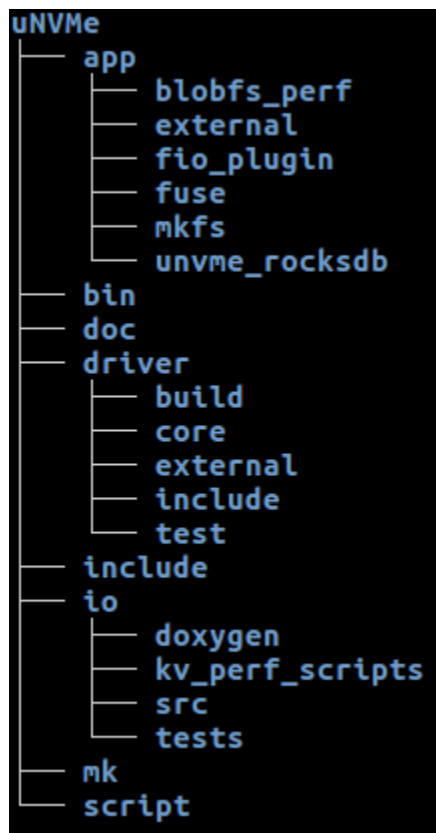 uNVMe
app
blobfs_perf
external
fio_plugin
fuse
mkfs
unvme_rocksdb
bin
doc
driver
build
core
external
include
test
include
io
doxygen
kv_perf_scripts
src
tests
mk
script